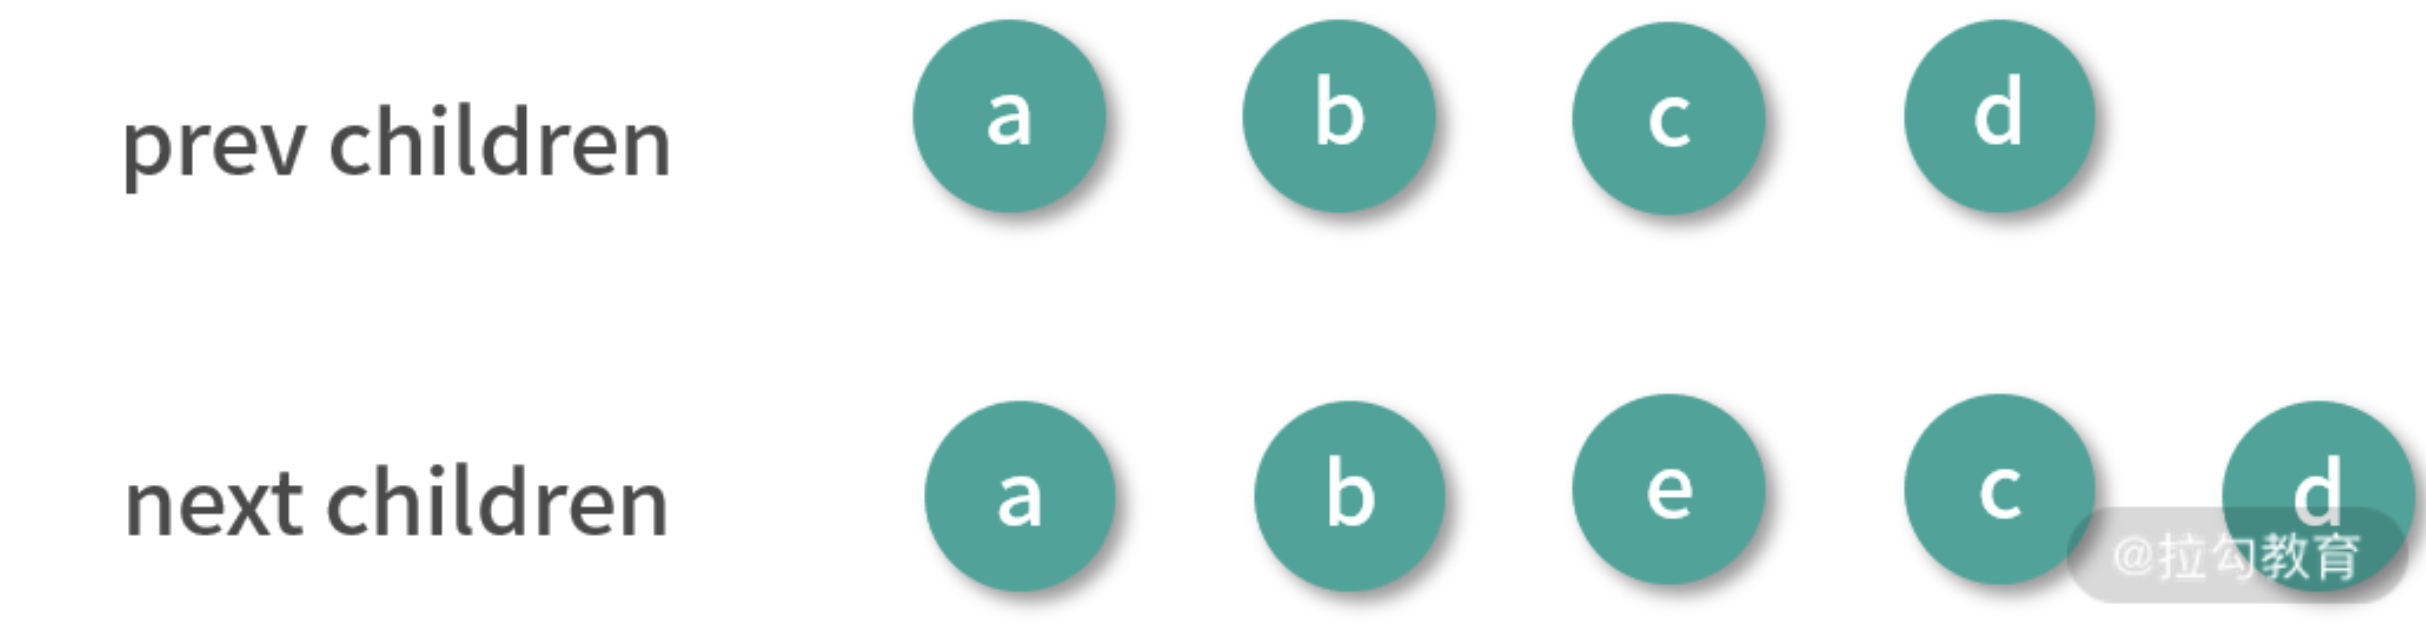 prev children a b c d
next children a b e c d
@拉勾教育